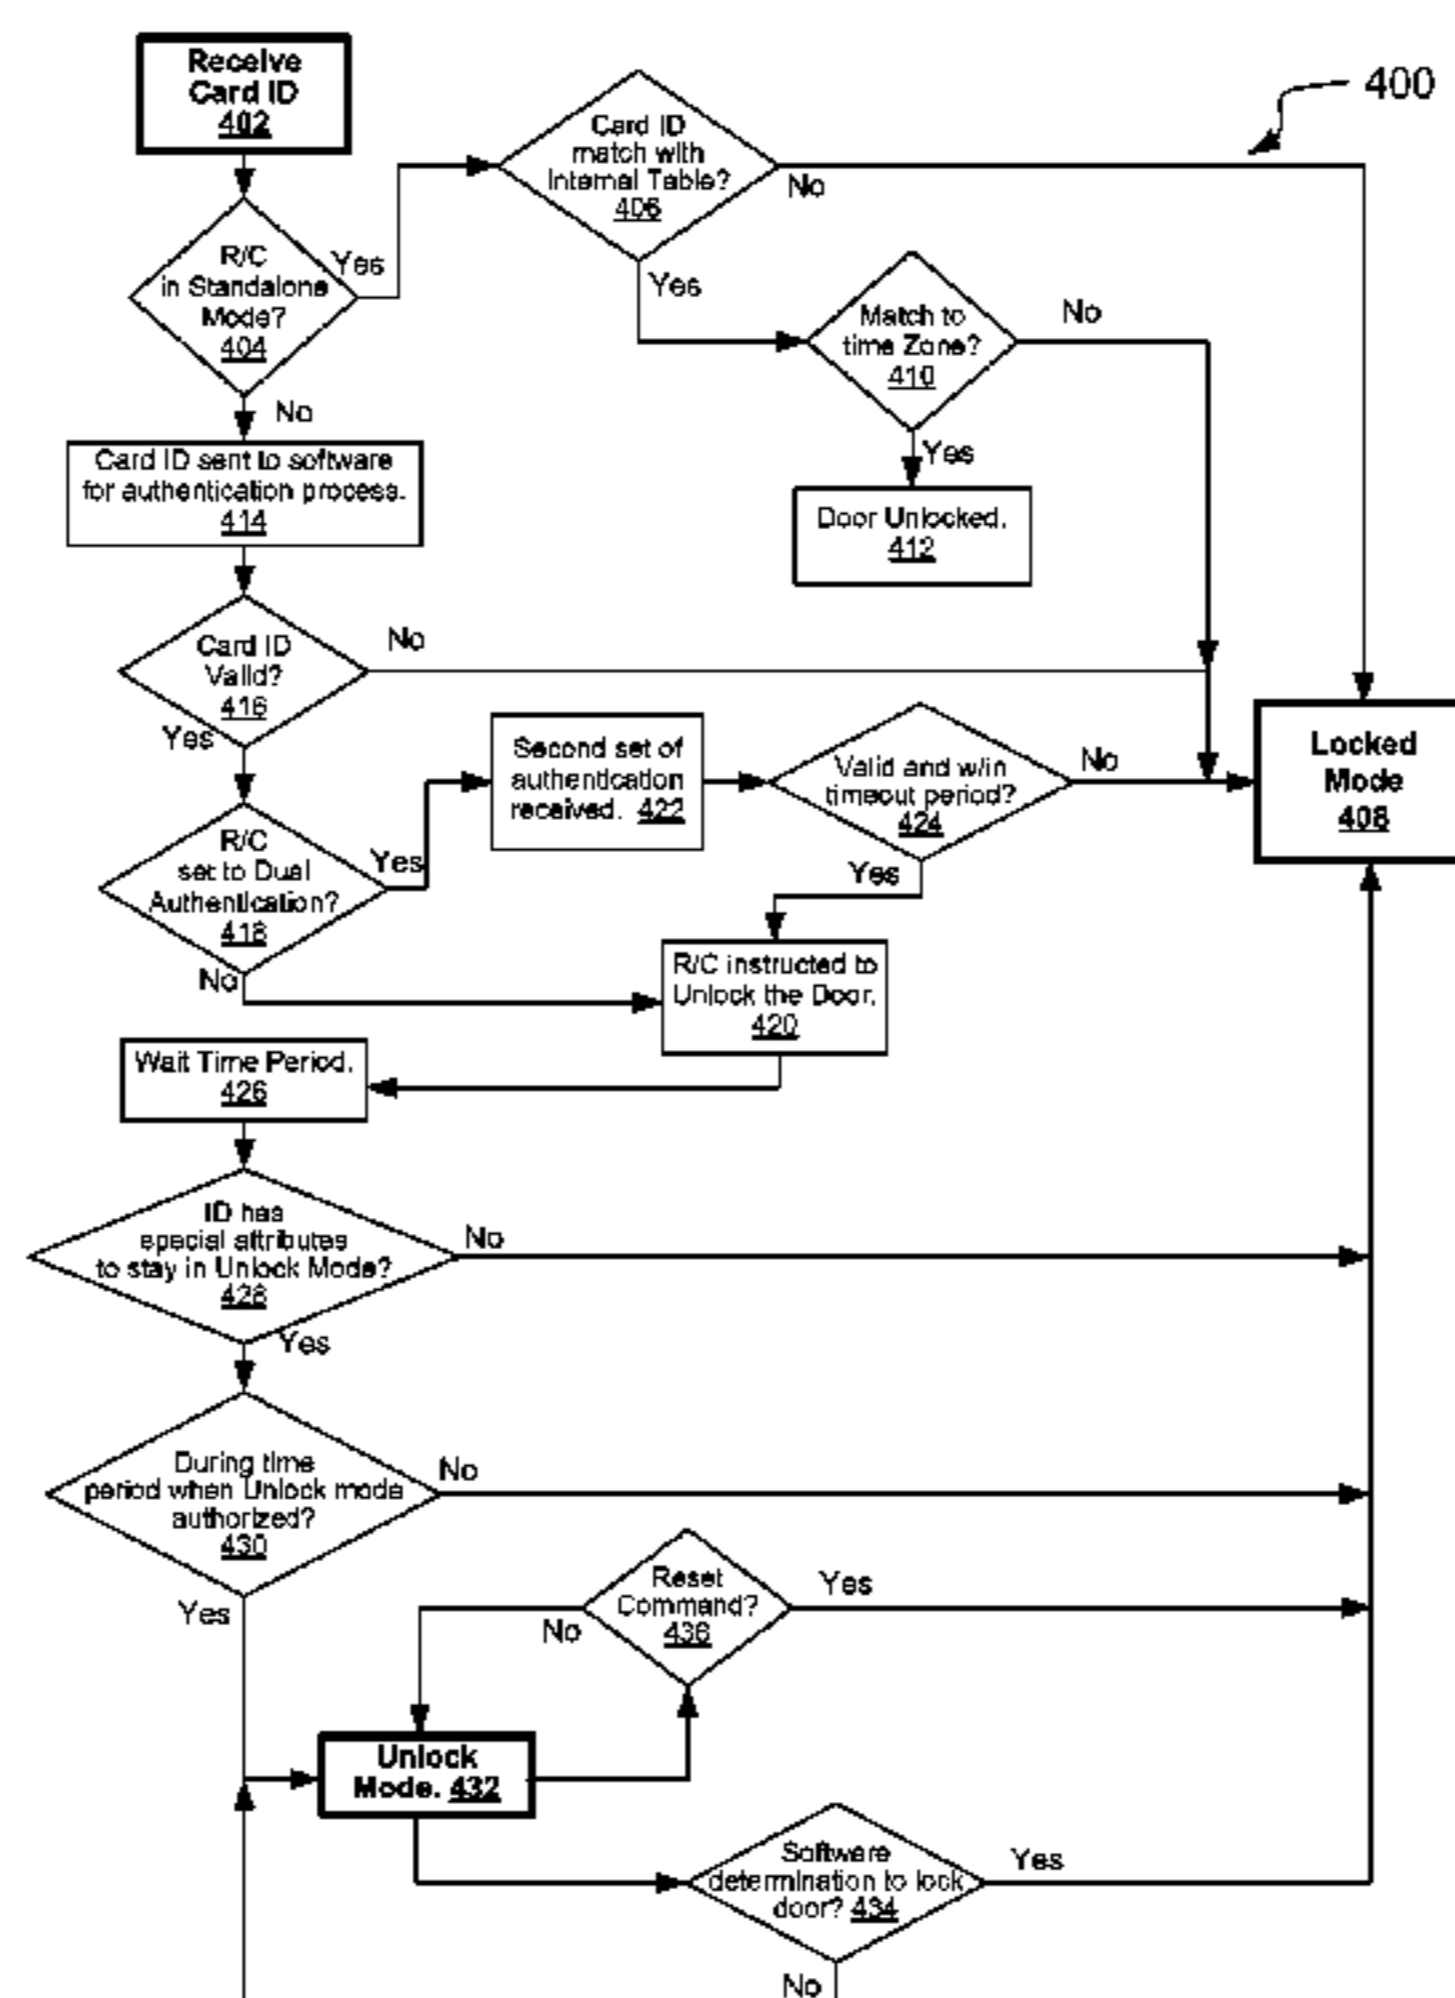 Receive
Card ID
402
400
Card ID
match with
Internal Table?
406
No
Yes
R/C
in Standalone
Mode?
404
Yes
No
Match to
time Zone?
410
No
Yes
Door Unlocked.
412
Card ID sent to software
for authentication process.
414
Card ID
Valid?
416
No
Yes
Second set of
authentication
received. 422
Valid and w/in
timeout period?
424
No
Yes
Locked
Mode
408
R/C
set to Dual
Authentication?
418
Yes
No
R/C instructed to
Unlock the Door.
420
Wait Time Period.
426
ID has
special attributes
to stay in Unlock Mode?
428
No
Yes
During time
period when Unlock mode
authorized?
430
No
Yes
Reset
Command?
436
Yes
No
Unlock
Mode. 432
Software
determination to lock
door? 434
Yes
No